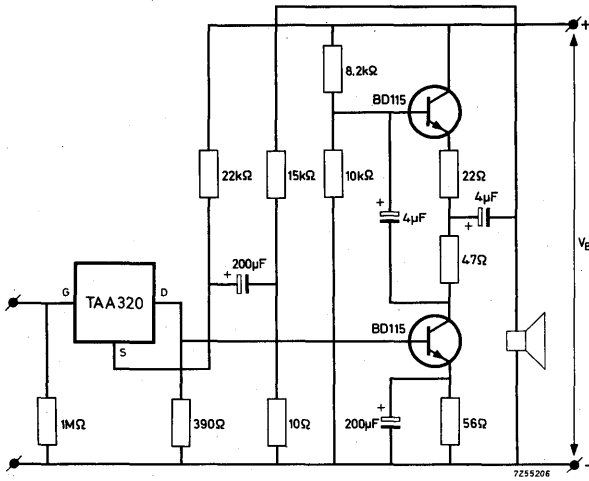 +
8.2kΩ
BD115
22kΩ
15kΩ
10kΩ
+
4μF
22Ω
4μF
+
47Ω
V_B
200μF
+
G
TAA320
D
S
BD115
1MΩ
390Ω
10Ω
+
200μF
56Ω
-
7Z55206